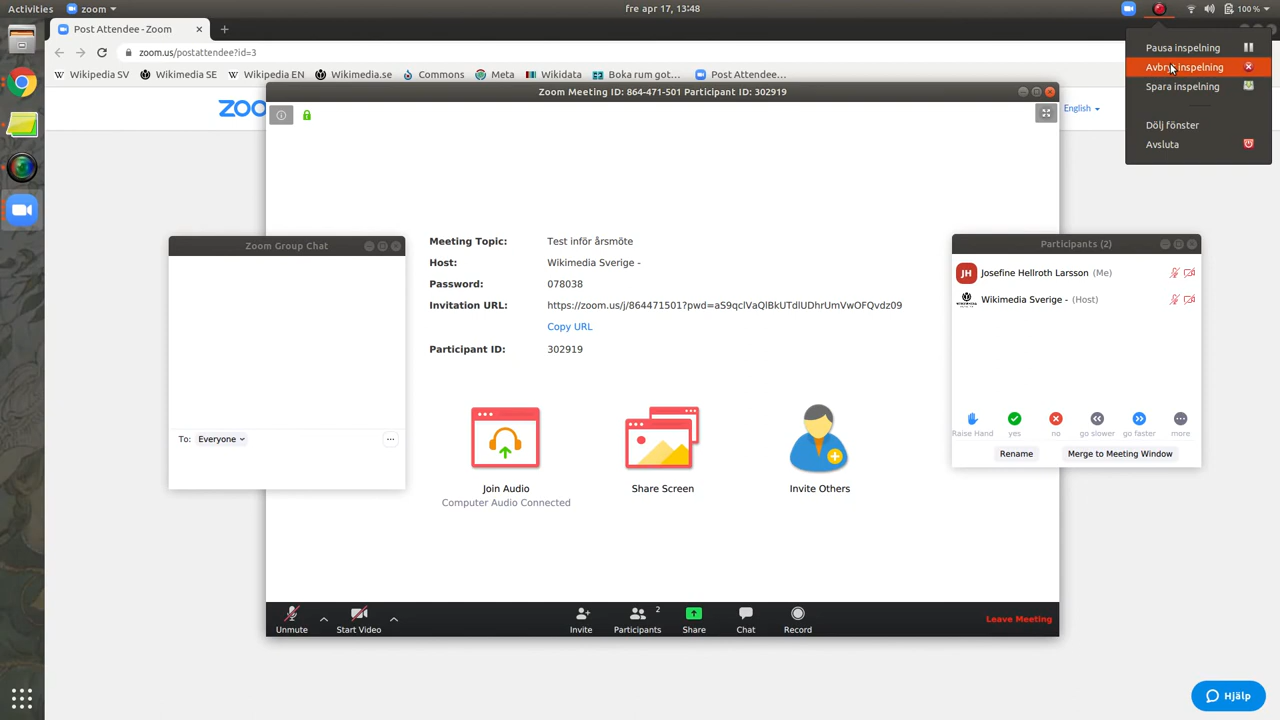 Activities
zoom
fre apr 17, 13:48
100 %
Post Attendee - Zoom
zoom.us/postattendee?id=3
Wikipedia SV
Wikimedia SE
Wikipedia EN
Wikimedia.se
Commons
Meta
Wikidata
Boka rum got...
Post Attendee...
Pausa inspelning
Avbryt inspelning
Spara inspelning
Dölj fönster
Avsluta
ZOO
English
Zoom Meeting ID: 864-471-501 Participant ID: 302919
Meeting Topic: Test inför årsmöte
Host: Wikimedia Sverige -
Password: 078038
Invitation URL: https://zoom.us/j/864471501?pwd=aS9qclVaQlBkUTdlUDhrUmVwOFQvdz09
Copy URL
Participant ID: 302919
Join Audio
Computer Audio Connected
Share Screen
Invite Others
Zoom Group Chat
To: Everyone
Participants (2)
JH Josefine Hellroth Larsson (Me)
Wikimedia Sverige - (Host)
Raise Hand
yes
no
go slower
go faster
more
Rename
Merge to Meeting Window
Unmute
Start Video
Invite
2
Participants
Share
Chat
Record
Leave Meeting
Hjälp